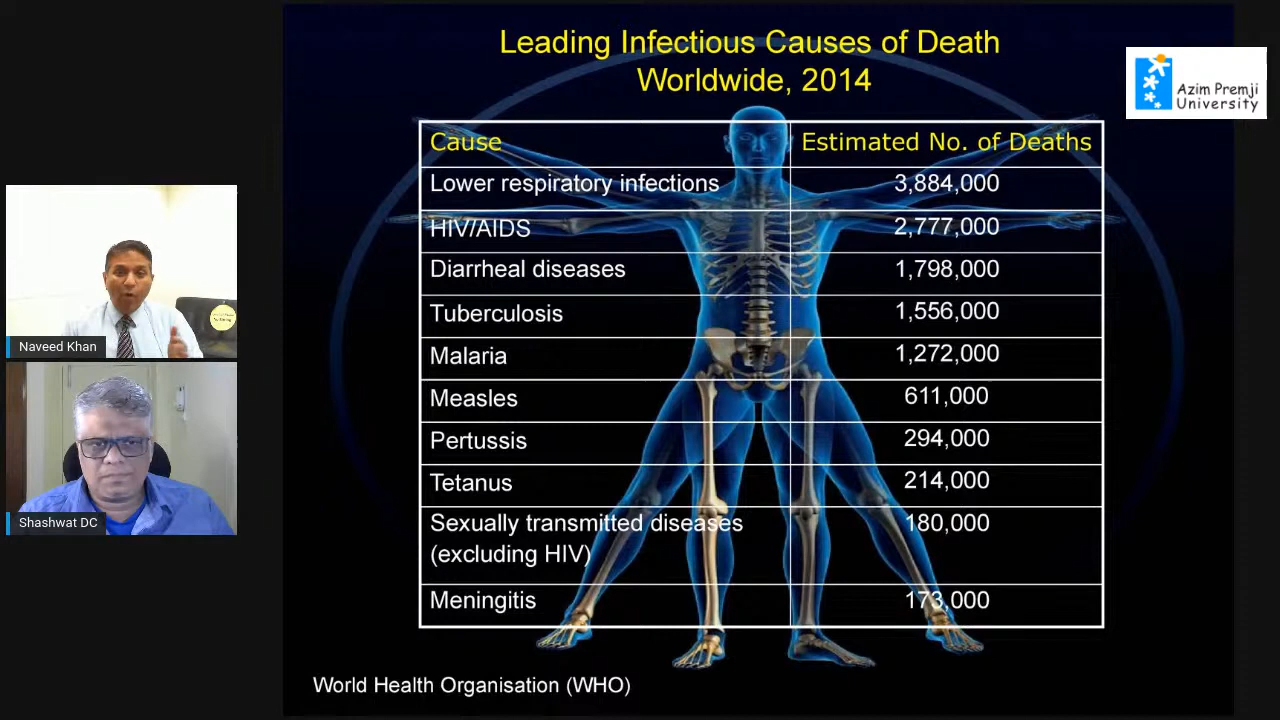 Leading Infectious Causes of Death
Worldwide, 2014
Azim Premji
University
Cause Estimated No. of Deaths
Lower respiratory infections 3,884,000
HIV/AIDS 2,777,000
Diarrheal diseases 1,798,000
Tuberculosis 1,556,000
Malaria 1,272,000
Measles 611,000
Pertussis 294,000
Tetanus 214,000
Sexually transmitted diseases 180,000
(excluding HIV)
Meningitis 173,000
World Health Organisation (WHO)
Naveed Khan
Shashwat DC